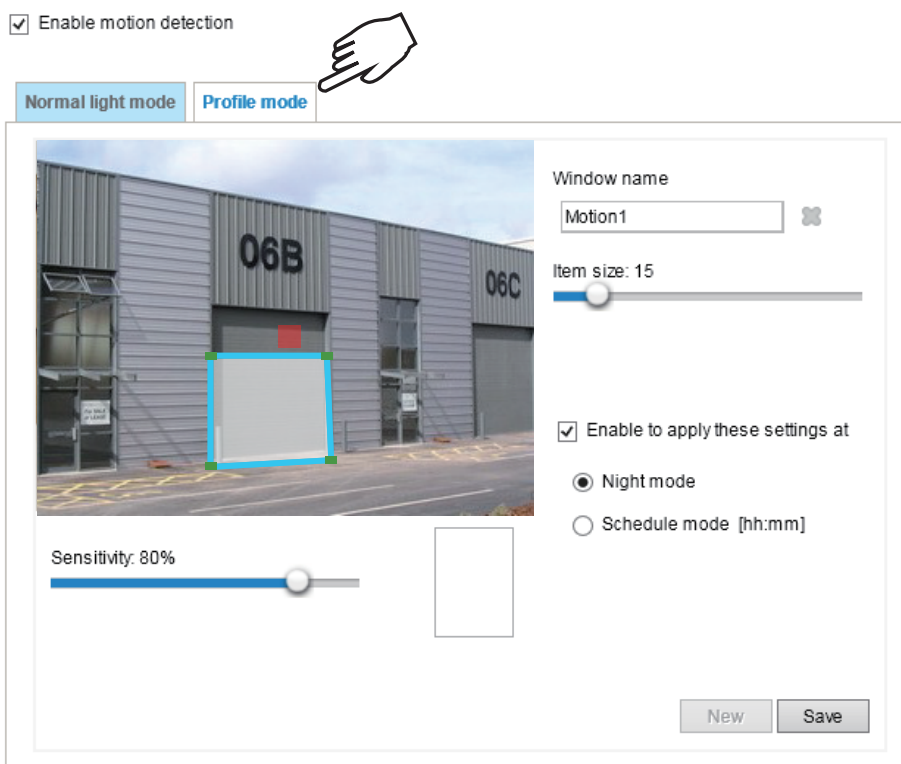 Enable motion detection
Normal light mode
Profile mode
Window name
Motion1
06B
06C
Item size: 15
Enable to apply these settings at
Night mode
Schedule mode [hh:mm]
Sensitivity: 80%
New
Save